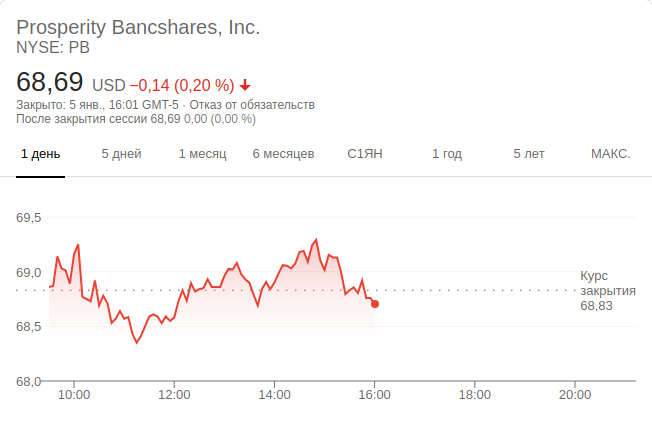 Prosperity Bancshares, Inc.
NYSE: PB
68,69 USD −0,14 (0,20 %)
Закрыто: 5 янв., 16:01 GMT-5 · Отказ от обязательств
После закрытия сессии 68,69 0,00 (0,00 %)
1 день 5 дней 1 месяц 6 месяцев С1ЯН 1 год 5 лет МАКС.
69,5
69,0
Курс
закрытия
68,83
68,5
68,0
10:00 12:00 14:00 16:00 18:00 20:00